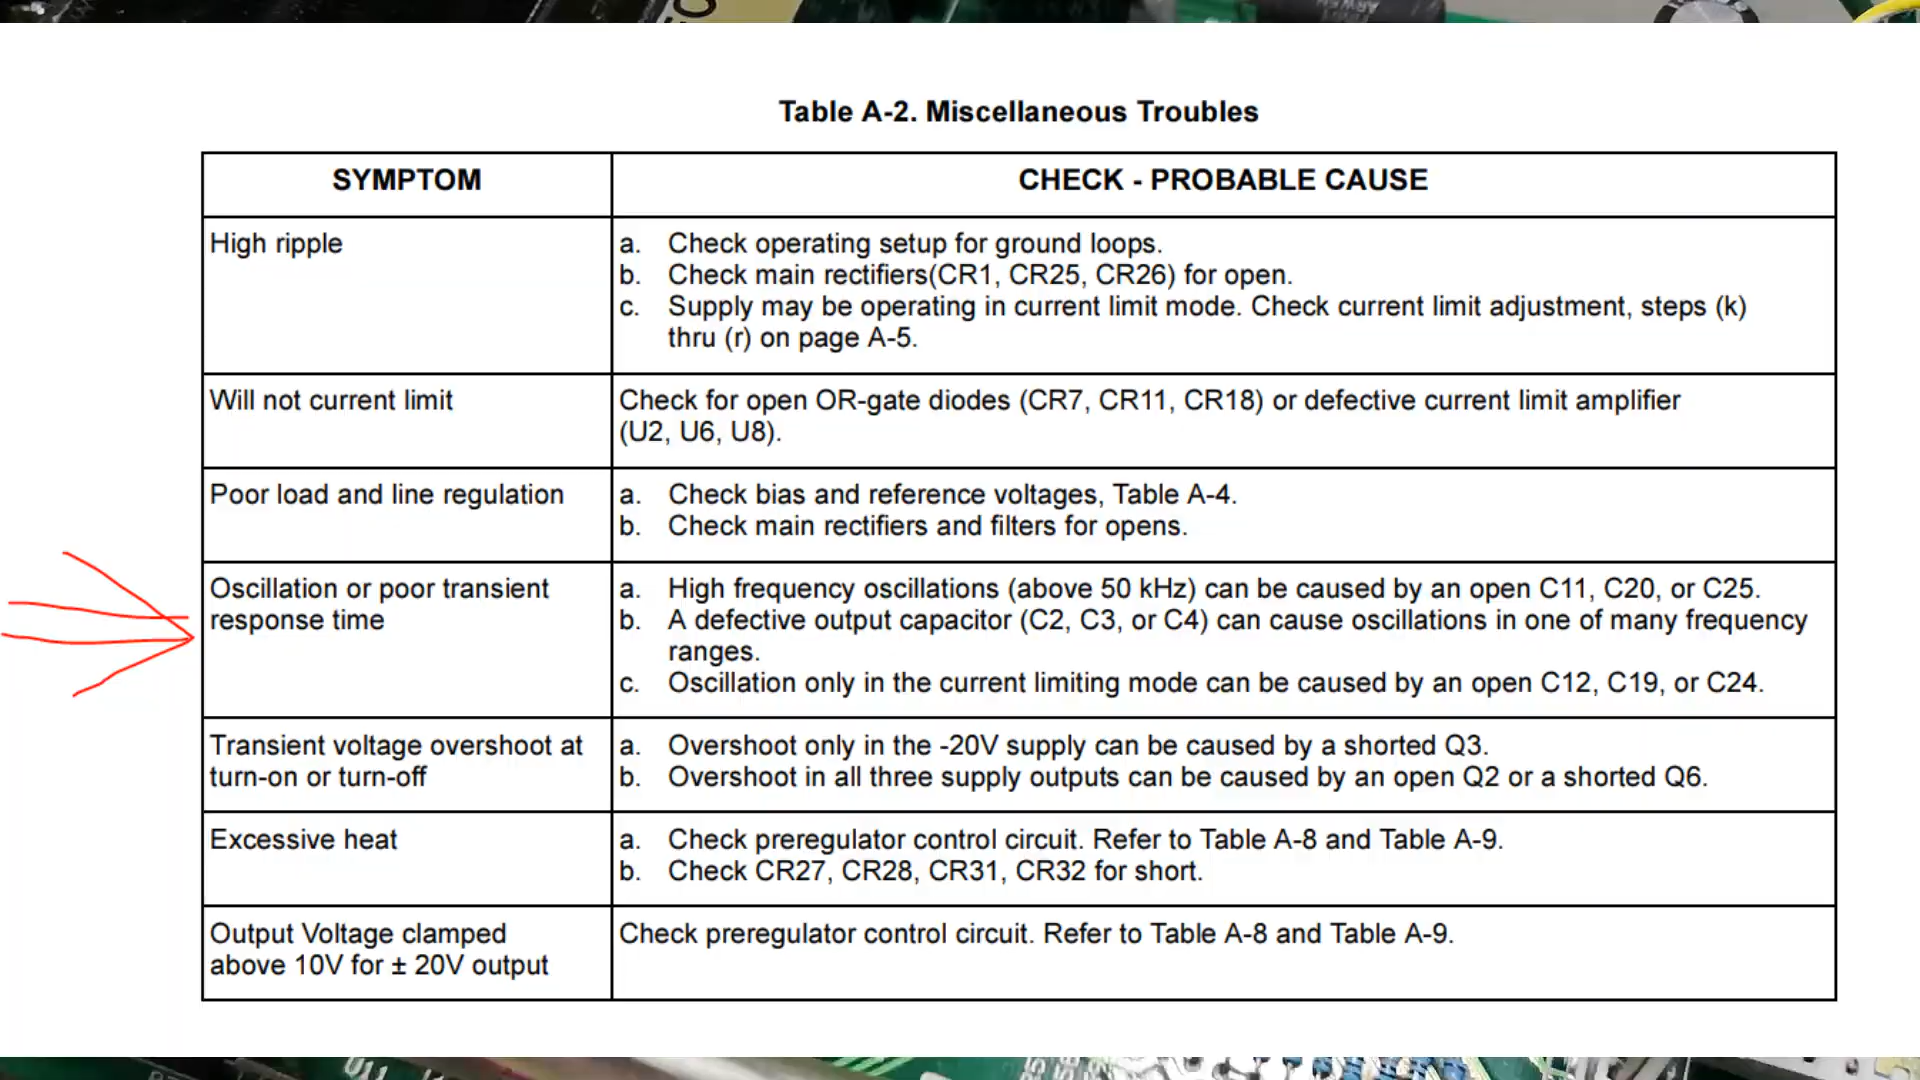 Table A-2. Miscellaneous Troubles
SYMPTOM
CHECK - PROBABLE CAUSE
High ripple
a. Check operating setup for ground loops.
b. Check main rectifiers(CR1, CR25, CR26) for open.
c. Supply may be operating in current limit mode. Check current limit adjustment, steps (k)
thru (r) on page A-5.
Will not current limit
Check for open OR-gate diodes (CR7, CR11, CR18) or defective current limit amplifier
(U2, U6, U8).
Poor load and line regulation
a. Check bias and reference voltages, Table A-4.
b. Check main rectifiers and filters for opens.
Oscillation or poor transient
response time
a. High frequency oscillations (above 50 kHz) can be caused by an open C11, C20, or C25.
b. A defective output capacitor (C2, C3, or C4) can cause oscillations in one of many frequency
ranges.
c. Oscillation only in the current limiting mode can be caused by an open C12, C19, or C24.
Transient voltage overshoot at
turn-on or turn-off
a. Overshoot only in the -20V supply can be caused by a shorted Q3.
b. Overshoot in all three supply outputs can be caused by an open Q2 or a shorted Q6.
Excessive heat
a. Check preregulator control circuit. Refer to Table A-8 and Table A-9.
b. Check CR27, CR28, CR31, CR32 for short.
Output Voltage clamped
above 10V for ± 20V output
Check preregulator control circuit. Refer to Table A-8 and Table A-9.
U11